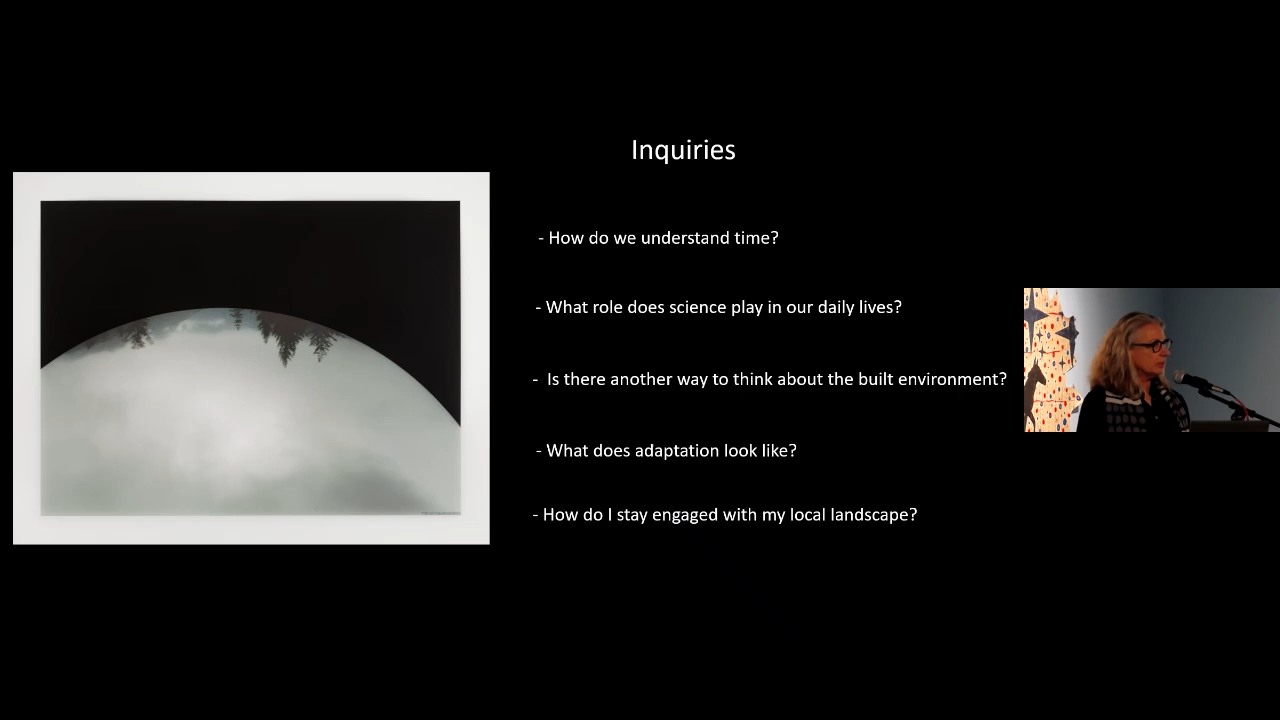 Inquiries
- How do we understand time?
- What role does science play in our daily lives?
-  Is there another way to think about the built environment?
- What does adaptation look like?
- How do I stay engaged with my local landscape?